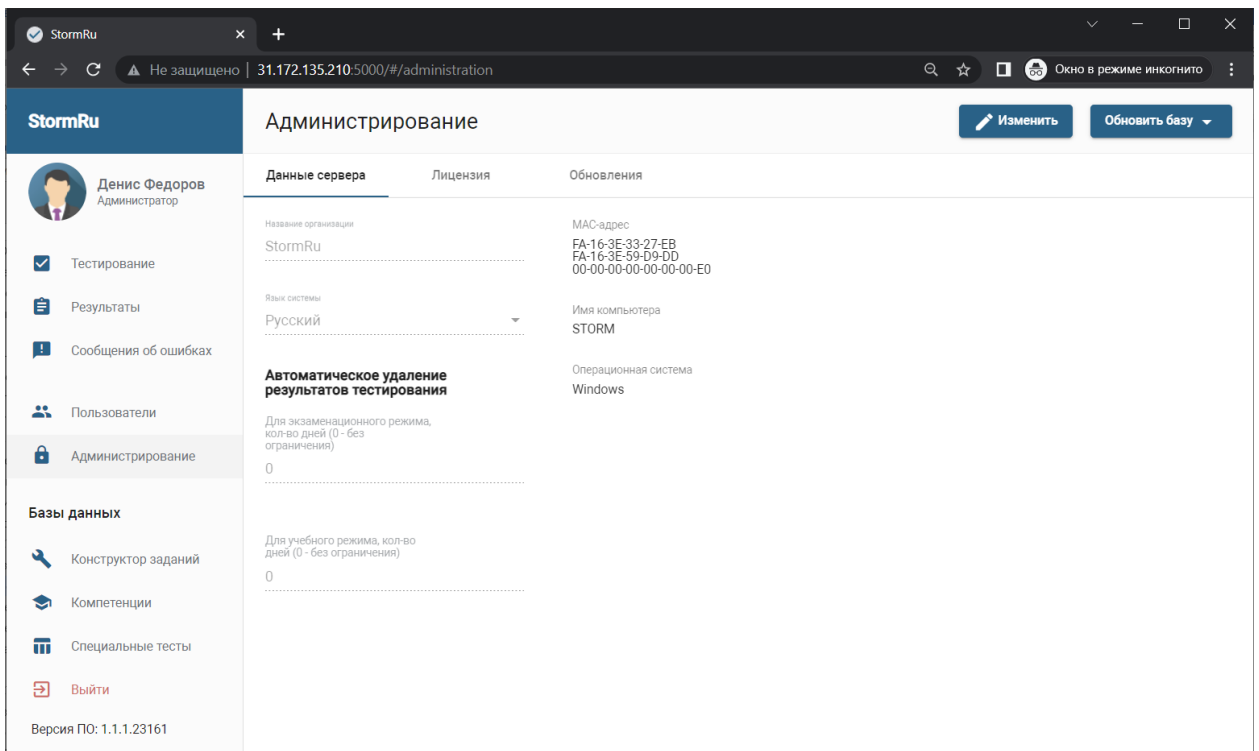 StormRu
Не защищено 31.172.135.210:5000/#/administration
Окно в режиме инкогнито
StormRu
Администрирование
Изменить
Обновить базу
Денис Федоров
Администратор
Тестирование
Результаты
Сообщения об ошибках
Пользователи
Администрирование
Базы данных
Конструктор заданий
Компетенции
Специальные тесты
Выйти
Версия ПО: 1.1.1.23161
Данные сервера
Лицензия
Обновления
Название организации
StormRu
Язык системы
Русский
Автоматическое удаление
результатов тестирования
Для экзаменационного режима,
кол-во дней (0 - без
ограничения)
0
Для учебного режима, кол-во
дней (0 - без ограничения)
0
MAC-адрес
FA-16-3E-33-27-EB
FA-16-3E-59-D9-DD
00-00-00-00-00-00-00-E0
Имя компьютера
STORM
Операционная система
Windows